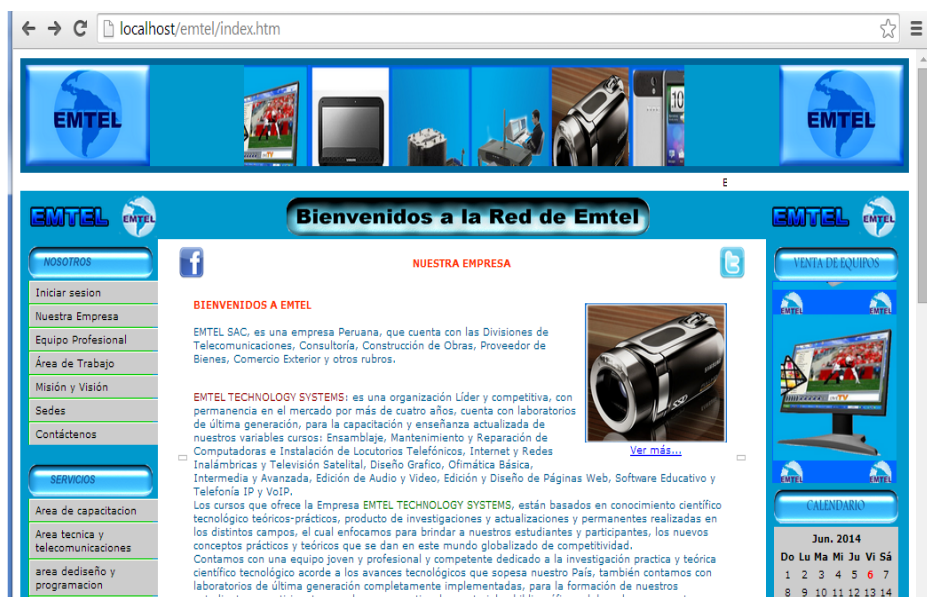 localhost/emtel/index.htm
EMTEL
EMTEL
E
EMTEL EMTEL
Bienvenidos a la Red de Emtel
EMTEL EMTEL
NOSOTROS
Iniciar sesion
Nuestra Empresa
Equipo Profesional
Área de Trabajo
Misión y Visión
Sedes
Contáctenos
SERVICIOS
Area de capacitacion
Area tecnica y
telecomunicaciones
area dediseño y
programacion
NUESTRA EMPRESA
BIENVENIDOS A EMTEL
EMTEL SAC, es una empresa Peruana, que cuenta con las Divisiones de
Telecomunicaciones, Consultoría, Construcción de Obras, Proveedor de
Bienes, Comercio Exterior y otros rubros.
EMTEL TECHNOLOGY SYSTEMS: es una organización Líder y competitiva, con
permanencia en el mercado por más de cuatro años, cuenta con laboratorios
de última generación, para la capacitación y enseñanza actualizada de
nuestros variables cursos: Ensamblaje, Mantenimiento y Reparación de
Computadoras e Instalación de Locutorios Telefónicos, Internet y Redes
Inalámbricas y Televisión Satelital, Diseño Grafico, Ofimática Básica,
Intermedia y Avanzada, Edición de Audio y Video, Edición y Diseño de Páginas Web, Software Educativo y
Telefonía IP y VoIP.
Los cursos que ofrece la Empresa EMTEL TECHNOLOGY SYSTEMS, están basados en conocimiento científico
tecnológico teóricos-prácticos, producto de investigaciones y actualizaciones y permanentes realizadas en
los distintos campos, el cual enfocamos para brindar a nuestros estudiantes y participantes, los nuevos
conceptos prácticos y teóricos que se dan en este mundo globalizado de competitividad.
Contamos con una equipo joven y profesional y competente dedicado a la investigación practica y teórica
científico tecnológico acorde a los avances tecnológicos que sopesa nuestro País, también contamos con
laboratorios de última generación completamente implementadas, para la formación de nuestros
SAMSUNG
SSD
Ver más...
VENTA DE EQUIPOS
EMTEL EMTEL
TV
EMTEL EMTEL
CALENDARIO
Jun. 2014
Do Lu Ma Mi Ju Vi Sá
1 2 3 4 5 6 7
8 9 10 11 12 13 14